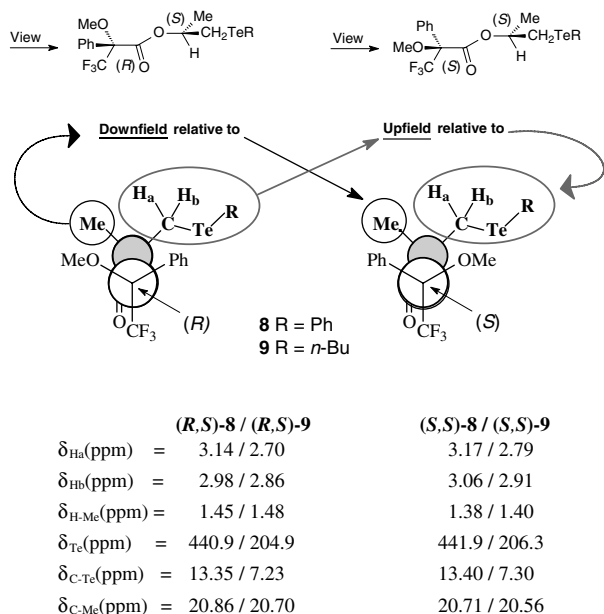 View
MeO
Ph
F3C
(R)
O
O
(S)
Me
CH2TeR
H
View
Ph
MeO
F3C
(S)
O
O
(S)
Me
CH2TeR
H
Downfield relative to
Upfield relative to
Ha
Hb
R
Me
C
Te
MeO
Ph
O
CF3
(R)
Ha
Hb
R
Me
C
Te
Ph
OMe
O
CF3
(S)
8 R = Ph
9 R = n-Bu
(R,S)-8 / (R,S)-9 (S,S)-8 / (S,S)-9
δHa(ppm) = 3.14 / 2.70 3.17 / 2.79
δHb(ppm) = 2.98 / 2.86 3.06 / 2.91
δH-Me(ppm) = 1.45 / 1.48 1.38 / 1.40
δTe(ppm) = 440.9 / 204.9 441.9 / 206.3
δC-Te(ppm) = 13.35 / 7.23 13.40 / 7.30
δC-Me(ppm) = 20.86 / 20.70 20.71 / 20.56